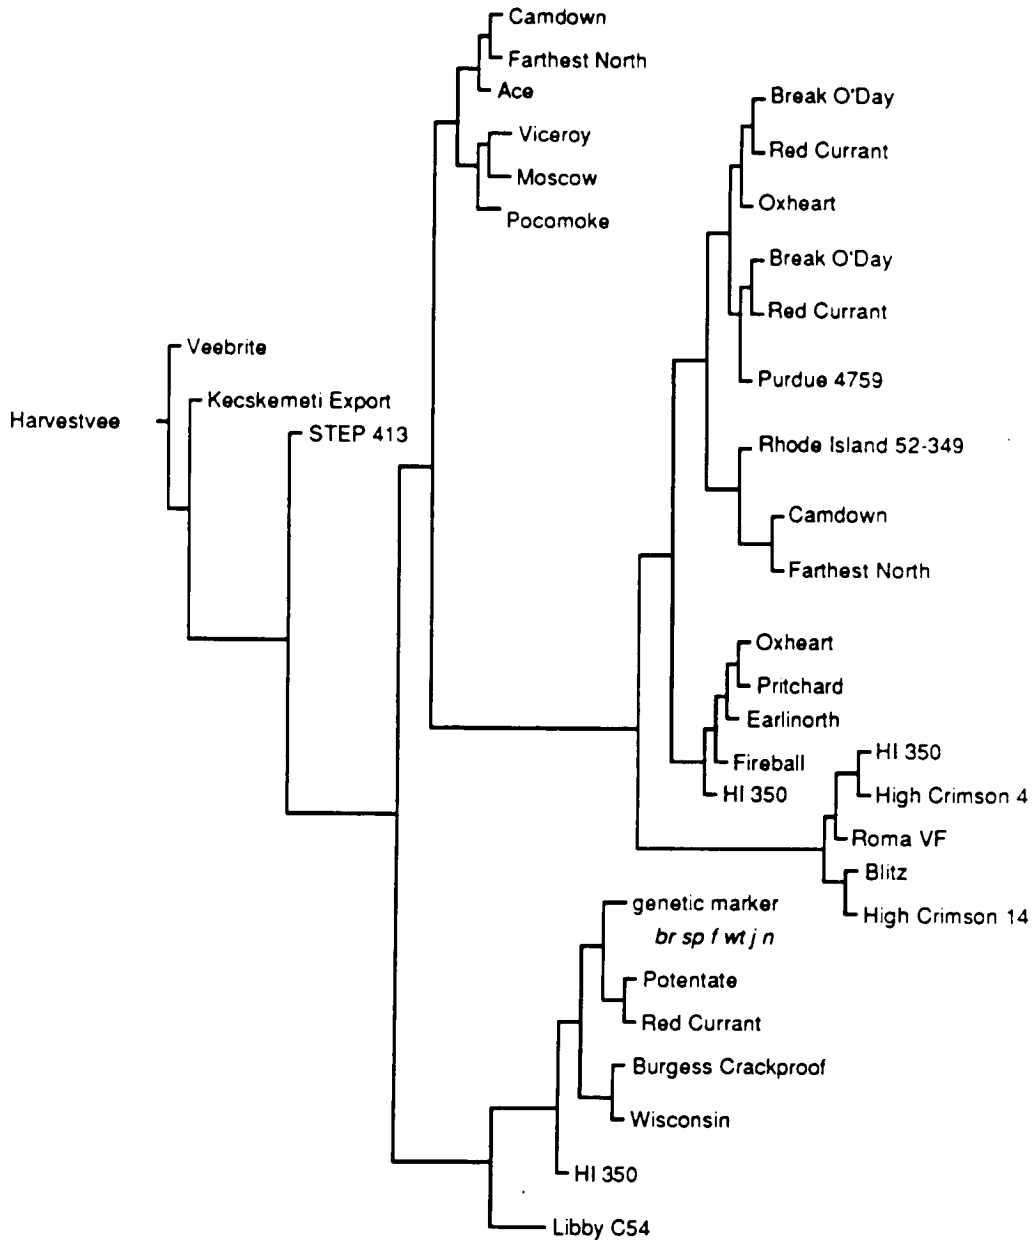 Camdown
Farthest North
Ace
Break O'Day
Viceroy
Red Currant
Moscow
Oxheart
Pocomoke
Break O'Day
Red Currant
Veebrite
Purdue 4759
Kecskemeti Export
Harvestvee
STEP 413
Rhode Island 52-349
Camdown
Farthest North
Oxheart
Pritchard
Earlinorth
HI 350
Fireball
HI 350
High Crimson 4
Roma VF
Blitz
genetic marker
High Crimson 14
br sp f wt j n
Potentate
Red Currant
Burgess Crackproof
Wisconsin
HI 350
Libby C54